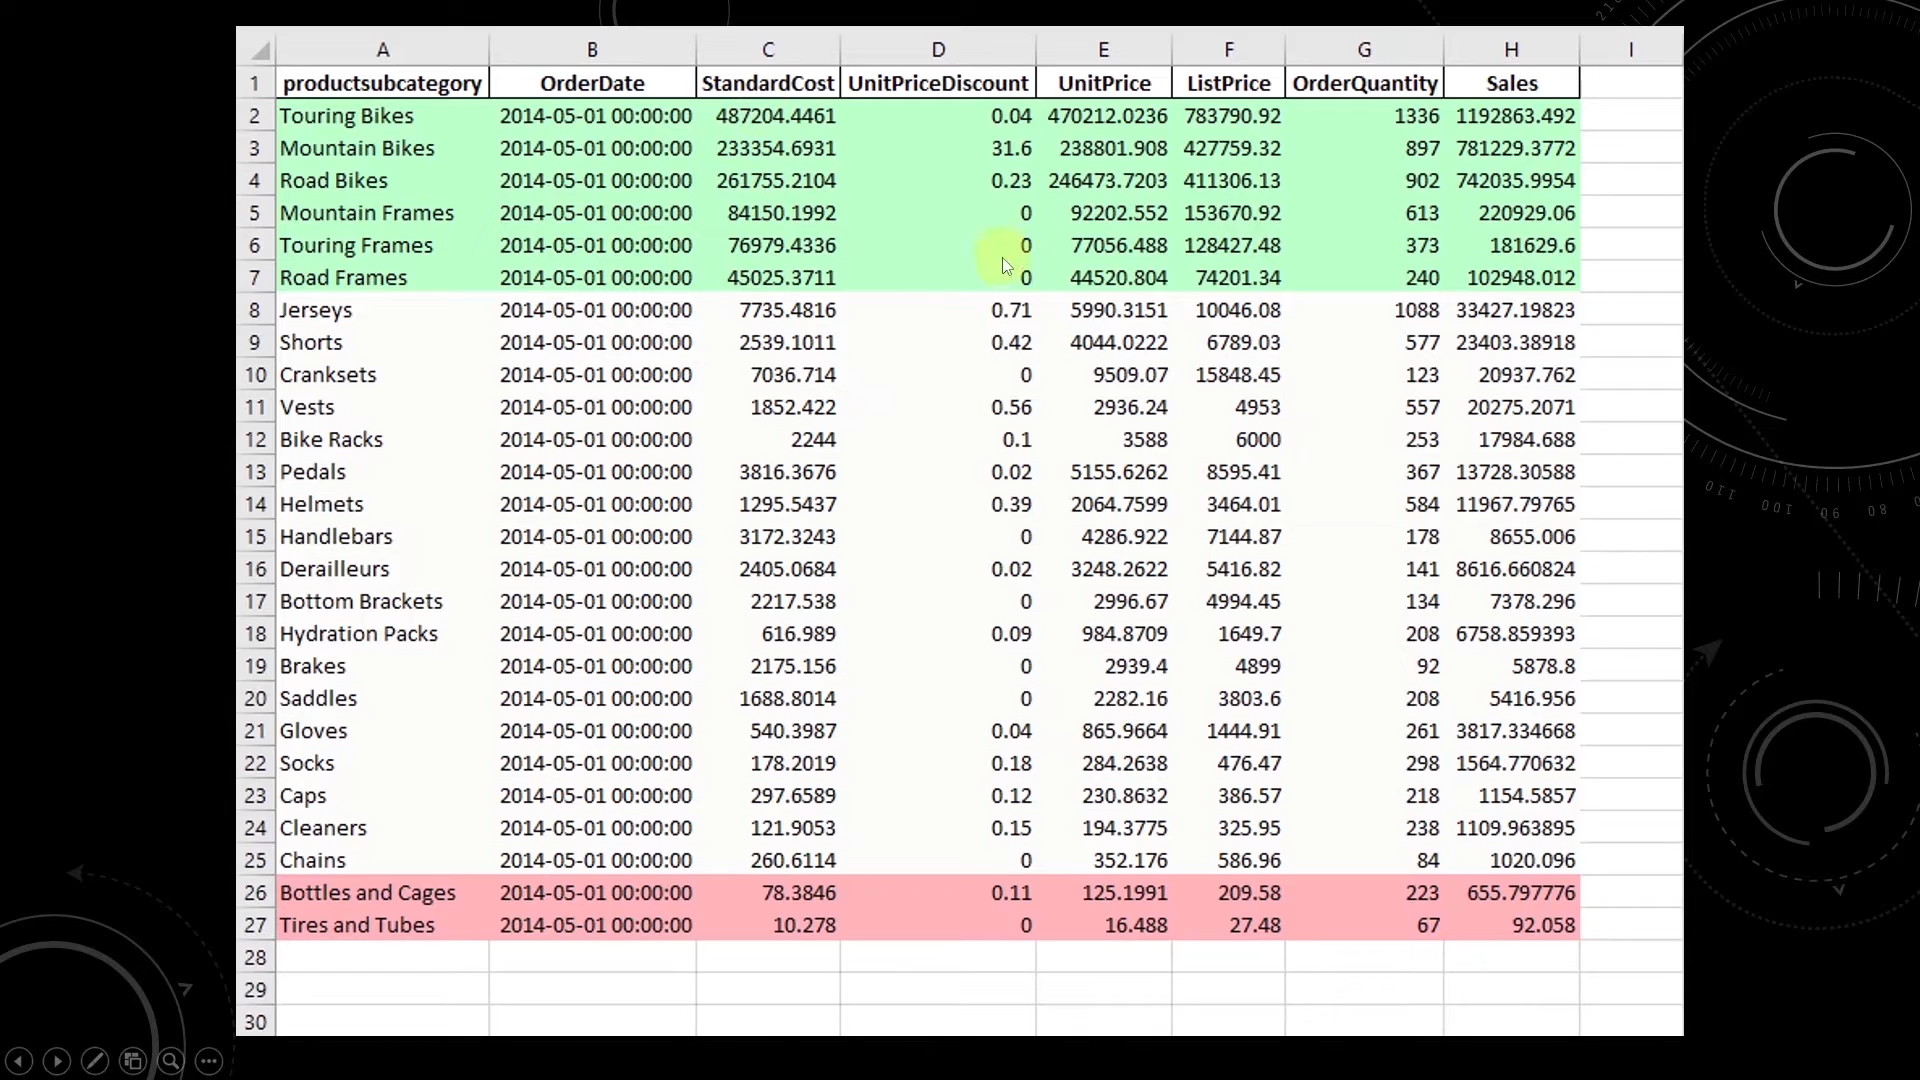 A B C D E F G H I
1 productsubcategory OrderDate StandardCost UnitPriceDiscount UnitPrice ListPrice OrderQuantity Sales
2 Touring Bikes 2014-05-01 00:00:00 487204.4461 0.04 470212.0236 783790.92 1336 1192863.492
3 Mountain Bikes 2014-05-01 00:00:00 233354.6931 31.6 238801.908 427759.32 897 781229.3772
4 Road Bikes 2014-05-01 00:00:00 261755.2104 0.23 246473.7203 411306.13 902 742035.9954
5 Mountain Frames 2014-05-01 00:00:00 84150.1992 0 92202.552 153670.92 613 220929.06
6 Touring Frames 2014-05-01 00:00:00 76979.4336 0 77056.488 128427.48 373 181629.6
7 Road Frames 2014-05-01 00:00:00 45025.3711 0 44520.804 74201.34 240 102948.012
8 Jerseys 2014-05-01 00:00:00 7735.4816 0.71 5990.3151 10046.08 1088 33427.19823
9 Shorts 2014-05-01 00:00:00 2539.1011 0.42 4044.0222 6789.03 577 23403.38918
10 Cranksets 2014-05-01 00:00:00 7036.714 0 9509.07 15848.45 123 20937.762
11 Vests 2014-05-01 00:00:00 1852.422 0.56 2936.24 4953 557 20275.2071
12 Bike Racks 2014-05-01 00:00:00 2244 0.1 3588 6000 253 17984.688
13 Pedals 2014-05-01 00:00:00 3816.3676 0.02 5155.6262 8595.41 367 13728.30588
14 Helmets 2014-05-01 00:00:00 1295.5437 0.39 2064.7599 3464.01 584 11967.79765
15 Handlebars 2014-05-01 00:00:00 3172.3243 0 4286.922 7144.87 178 8655.006
16 Derailleurs 2014-05-01 00:00:00 2405.0684 0.02 3248.2622 5416.82 141 8616.660824
17 Bottom Brackets 2014-05-01 00:00:00 2217.538 0 2996.67 4994.45 134 7378.296
18 Hydration Packs 2014-05-01 00:00:00 616.989 0.09 984.8709 1649.7 208 6758.859393
19 Brakes 2014-05-01 00:00:00 2175.156 0 2939.4 4899 92 5878.8
20 Saddles 2014-05-01 00:00:00 1688.8014 0 2282.16 3803.6 208 5416.956
21 Gloves 2014-05-01 00:00:00 540.3987 0.04 865.9664 1444.91 261 3817.334668
22 Socks 2014-05-01 00:00:00 178.2019 0.18 284.2638 476.47 298 1564.770632
23 Caps 2014-05-01 00:00:00 297.6589 0.12 230.8632 386.57 218 1154.5857
24 Cleaners 2014-05-01 00:00:00 121.9053 0.15 194.3775 325.95 238 1109.963895
25 Chains 2014-05-01 00:00:00 260.6114 0 352.176 586.96 84 1020.096
26 Bottles and Cages 2014-05-01 00:00:00 78.3846 0.11 125.1991 209.58 223 655.797776
27 Tires and Tubes 2014-05-01 00:00:00 10.278 0 16.488 27.48 67 92.058
28
29
30
110 100 90 80